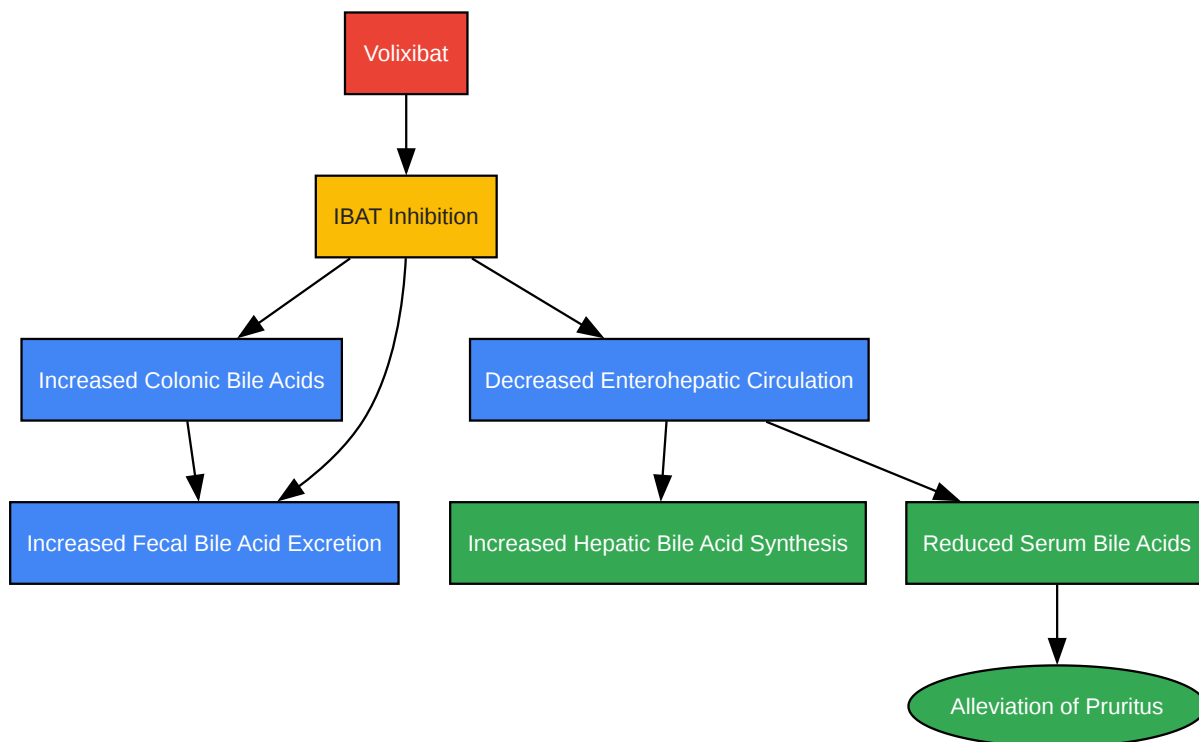 Volixibat
IBAT Inhibition
Increased Colonic Bile Acids
Decreased Enterohepatic Circulation
Increased Fecal Bile Acid Excretion
Increased Hepatic Bile Acid Synthesis
Reduced Serum Bile Acids
Alleviation of Pruritus